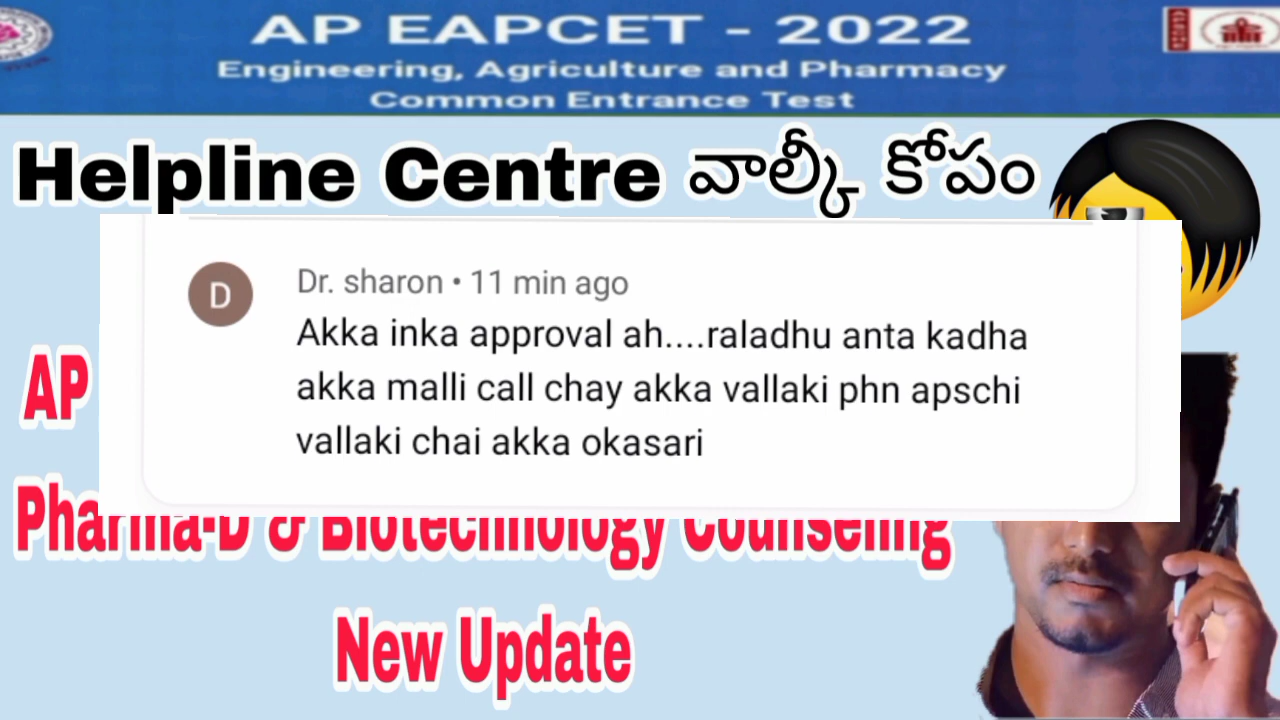 AP EAPCET - 2022
Engineering, Agriculture and Pharmacy
Common Entrance Test
Helpline Centre వాల్కీ కోపం
D
Dr. sharon • 11 min ago
Akka inka approval ah....raladhu anta kadha
akka malli call chay akka vallaki phn apschi
vallaki chai akka okasari
AP
Pharma-D & Biotechnology Counseling
New Update